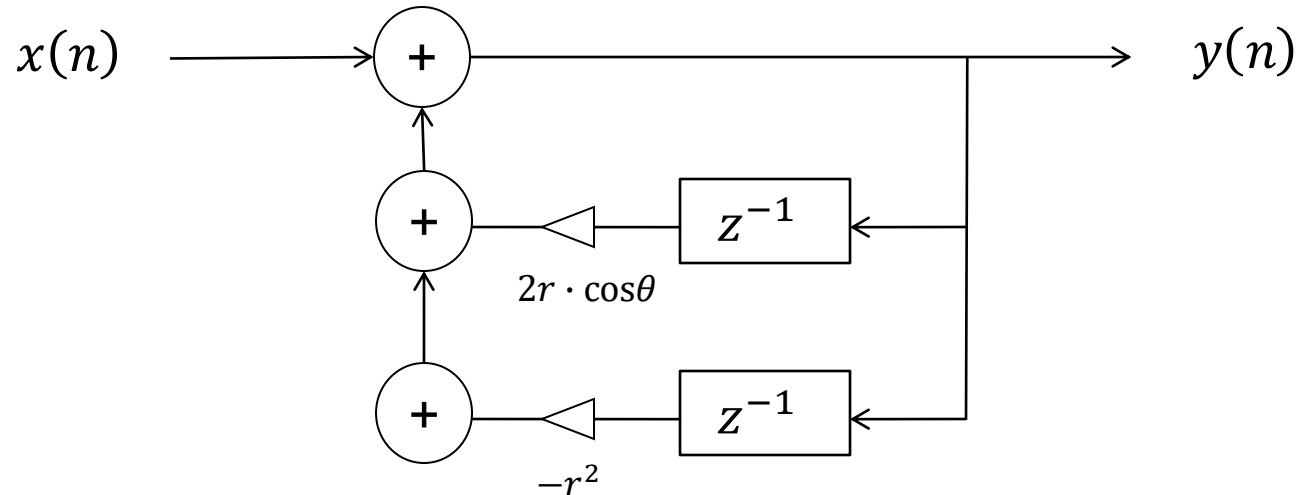 x(n) + y(n)
+ z⁻¹
2r · cosθ
+ z⁻¹
−r²